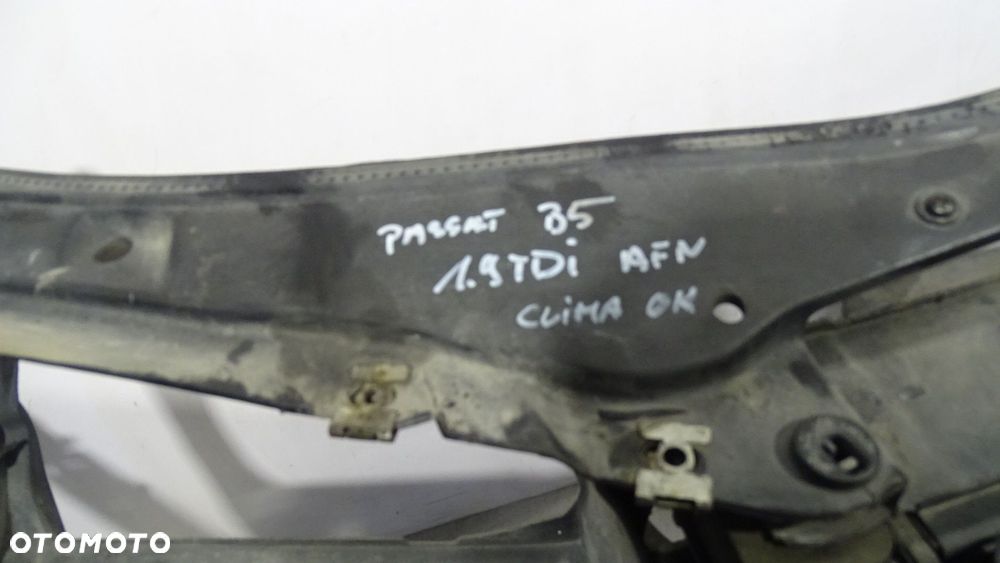 PASSAT B5
1.9TDi AFN
CLiMA OK
OTOMOTO